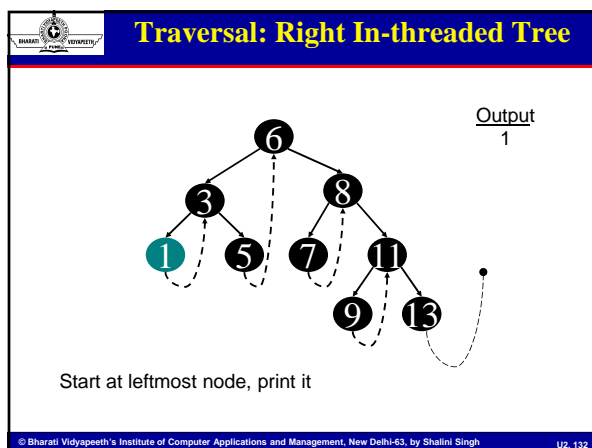 BHARATI VIDYAPEETH
PUNE
Traversal: Right In-threaded Tree
Output
1
6
3
8
1
5
7
11
9
13
Start at leftmost node, print it
© Bharati Vidyapeeth's Institute of Computer Applications and Management, New Delhi-63, by Shalini Singh
U2. 132